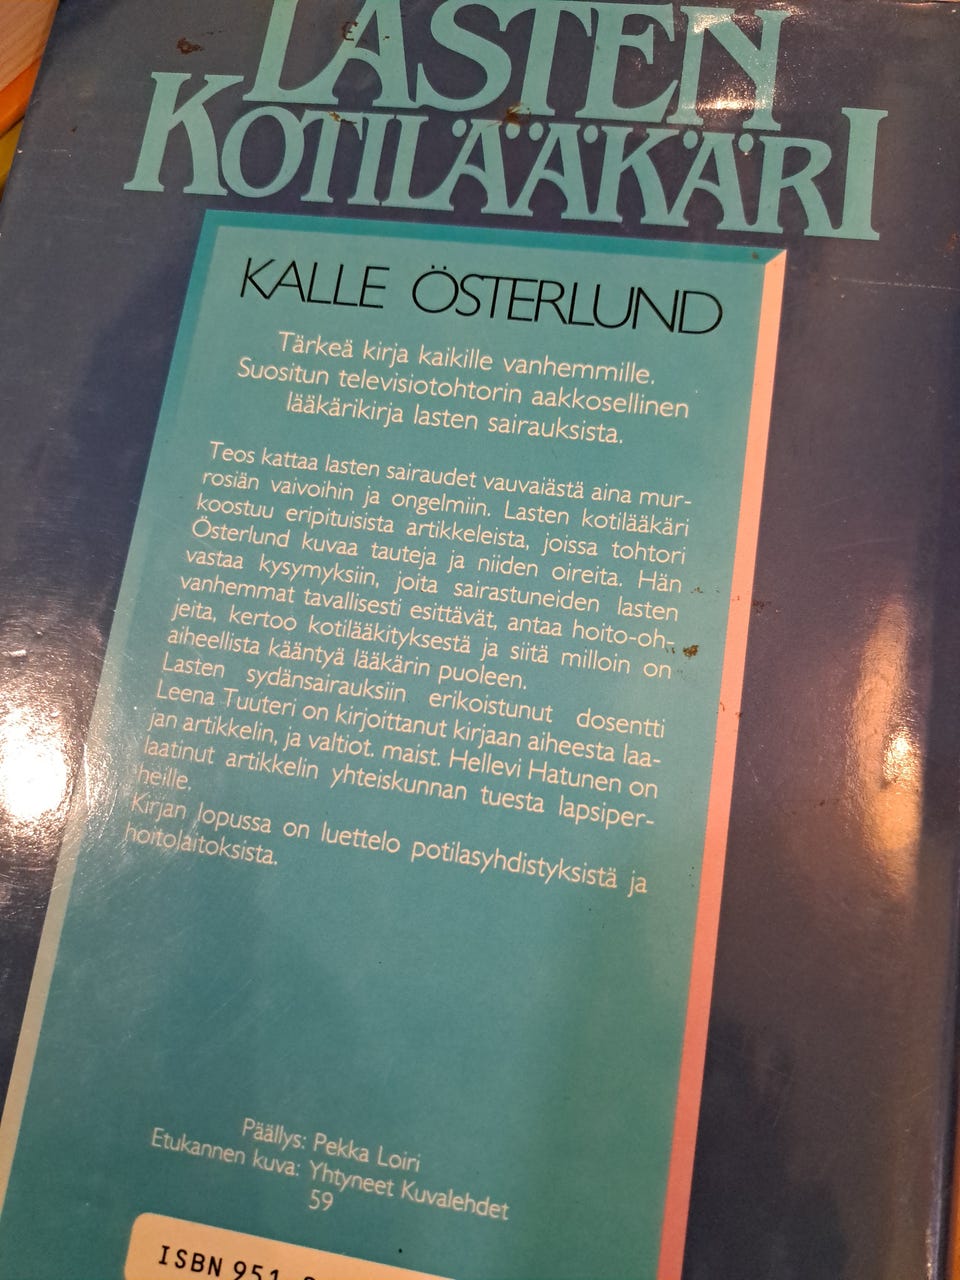 LASTEN
KOTILÄÄKÄRI
KALLE ÖSTERLUND
Tärkeä kirja kaikille vanhemmille.
Suositun televisiotohtorin aakkosellinen
lääkärikirja lasten sairauksista.
Teos kattaa lasten sairaudet vauvaiästä aina mur-
rosiän vaivoihin ja ongelmiin. Lasten kotilääkäri
koostuu eripituisista artikkeleista, joissa tohtori
Österlund kuvaa tauteja ja niiden oireita. Hän
vastaa kysymyksiin, joita sairastuneiden lasten
vanhemmat tavallisesti esittävät, antaa hoito-oh-
jeita, kertoo kotilääkityksestä ja siitä milloin on
aiheellista kääntyä lääkärin puoleen.
Lasten sydänsairauksiin erikoistunut dosentti
Leena Tuuteri on kirjoittanut kirjaan aiheesta laa-
jan artikkelin, ja valtiot. maist. Hellevi Hatunen on
laatinut artikkelin yhteiskunnan tuesta lapsiper-
heille.
Kirjan lopussa on luettelo potilasyhdistyksistä ja
hoitolaitoksista.
Päällys: Pekka Loiri
Etukannen kuva: Yhtyneet Kuvalehdet
59
ISBN 951